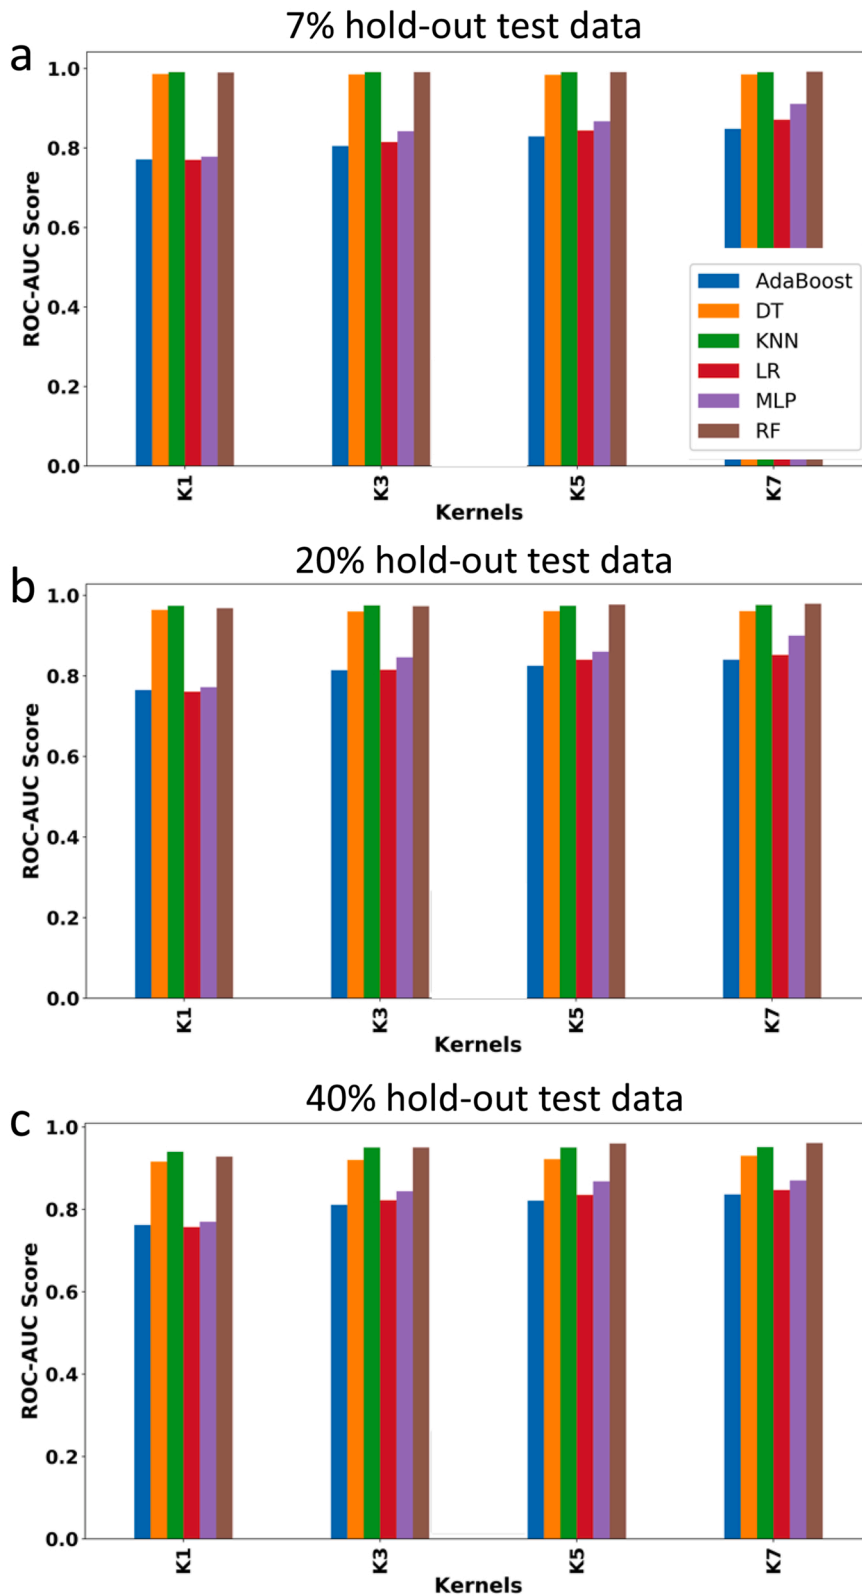 7% hold-out test data
a
1.0
0.8
0.6
0.4
0.2
0.0
ROC-AUC Score
AdaBoost
DT
KNN
LR
MLP
RF
K1 K3 K5 K7
Kernels
20% hold-out test data
b
1.0
0.8
0.6
0.4
0.2
0.0
ROC-AUC Score
K1 K3 K5 K7
Kernels
40% hold-out test data
c
1.0
0.8
0.6
0.4
0.2
0.0
ROC-AUC Score
K1 K3 K5 K7
Kernels